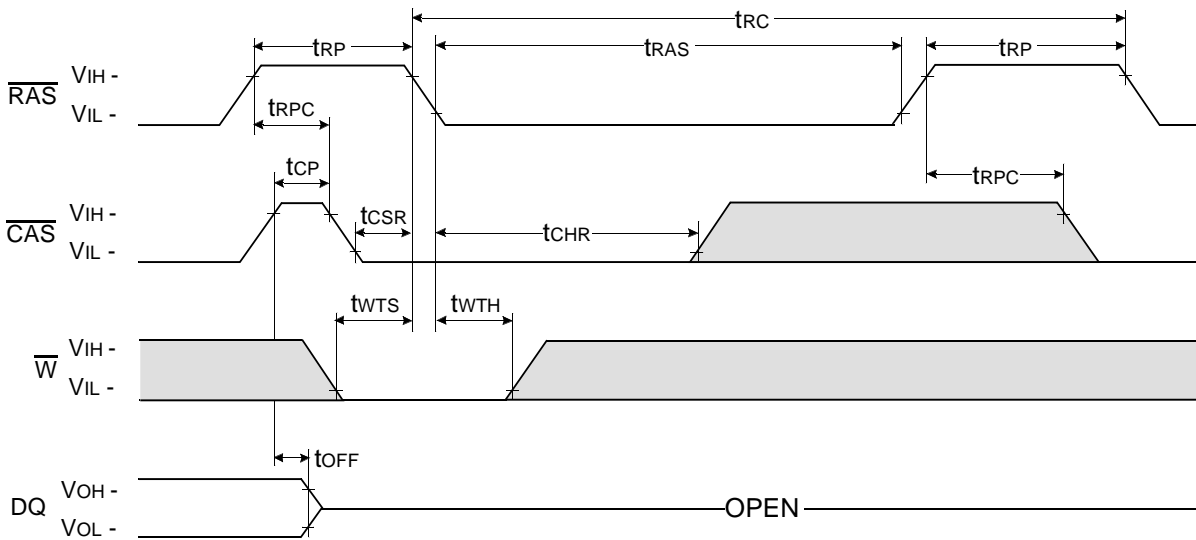 tRC
tRP tRAS tRP
RAS VIH -
VIL -
tRPC
tCP tRPC
CAS VIH -
VIL -
tCSR tCHR
tWTS tWTH
W VIH -
VIL -
tOFF
DQ VOH -
VOL -
OPEN